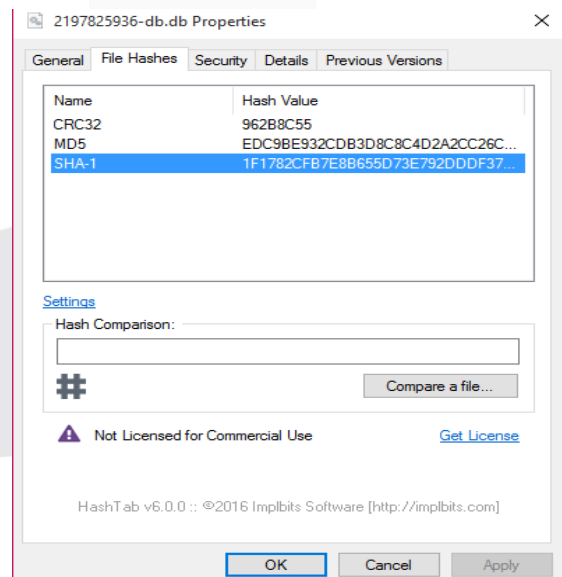 2197825936-db.db Properties
General File Hashes Security Details Previous Versions
Name Hash Value
CRC32 962B8C55
MD5 EDC9BE932CDB3D8C8C4D2A2CC26C...
SHA-1 1F1782CFB7E8B655D73E792DDDF37...
Settings
Hash Comparison:
Compare a file...
Not Licensed for Commercial Use Get License
HashTab v6.0.0 :: ©2016 Implbits Software [http://implbits.com]
OK Cancel Apply